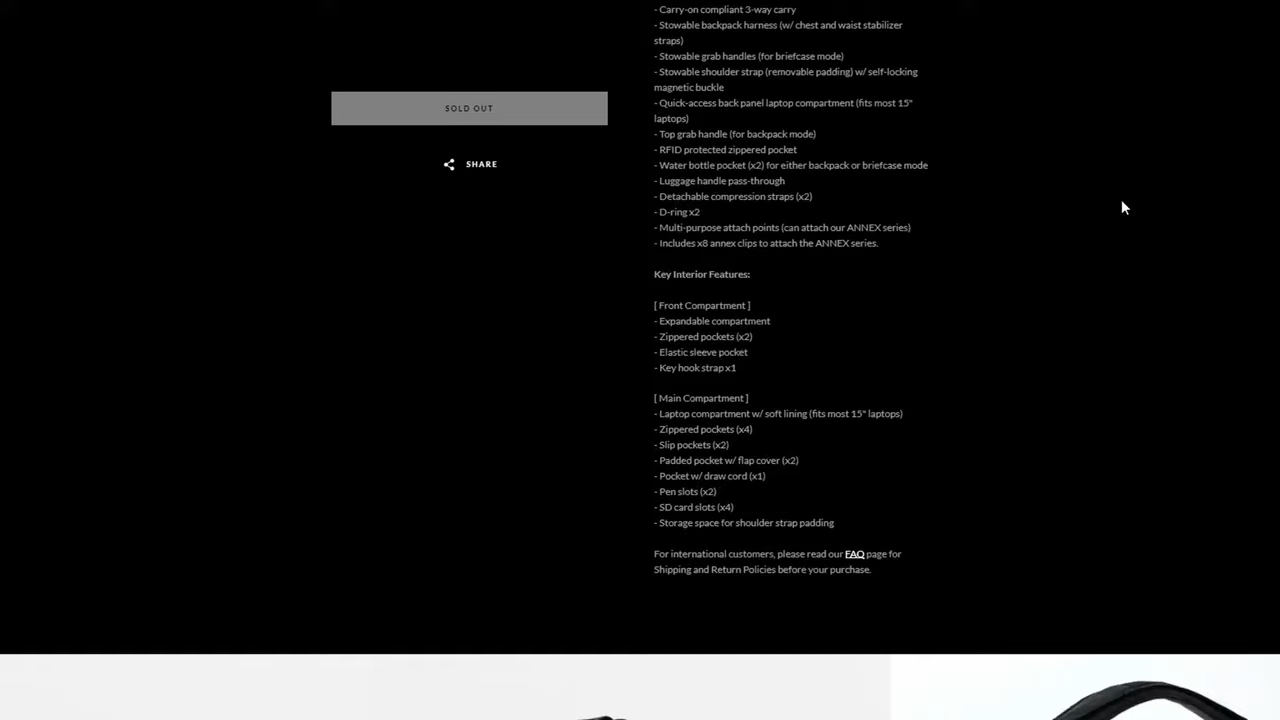 - Carry-on compliant 3-way carry
- Stowable backpack harness (w/ chest and waist stabilizer
straps)
- Stowable grab handles (for briefcase mode)
- Stowable shoulder strap (removable padding) w/ self-locking
magnetic buckle
- Quick-access back panel laptop compartment (fits most 15"
laptops)
- Top grab handle (for backpack mode)
- RFID protected zippered pocket
- Water bottle pocket (x2) for either backpack or briefcase mode
- Luggage handle pass-through
- Detachable compression straps (x2)
- D-ring x2
- Multi-purpose attach points (can attach our ANNEX series)
- Includes x8 annex clips to attach the ANNEX series.
SOLD OUT
SHARE
Key Interior Features:
[ Front Compartment ]
- Expandable compartment
- Zippered pockets (x2)
- Elastic sleeve pocket
- Key hook strap x1
[ Main Compartment ]
- Laptop compartment w/ soft lining (fits most 15" laptops)
- Zippered pockets (x4)
- Slip pockets (x2)
- Padded pocket w/ flap cover (x2)
- Pocket w/ draw cord (x1)
- Pen slots (x2)
- SD card slots (x4)
- Storage space for shoulder strap padding
For international customers, please read our FAQ page for
Shipping and Return Policies before your purchase.